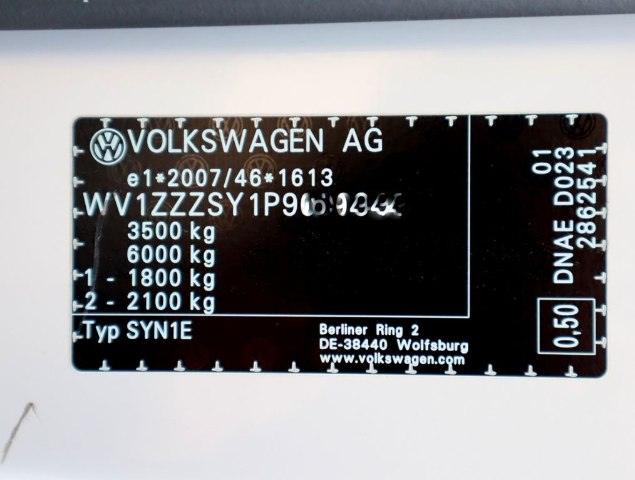 VOLKSWAGEN AG
e1*2007/46*1613
3500 kg
6000 kg
1 - 1800 kg
2 - 2100 kg
Typ SYN1E
Berliner Ring 2
DE-38440 Wolfsburg
www.volkswagen.com
01
DNAE D023
2862541
0,50